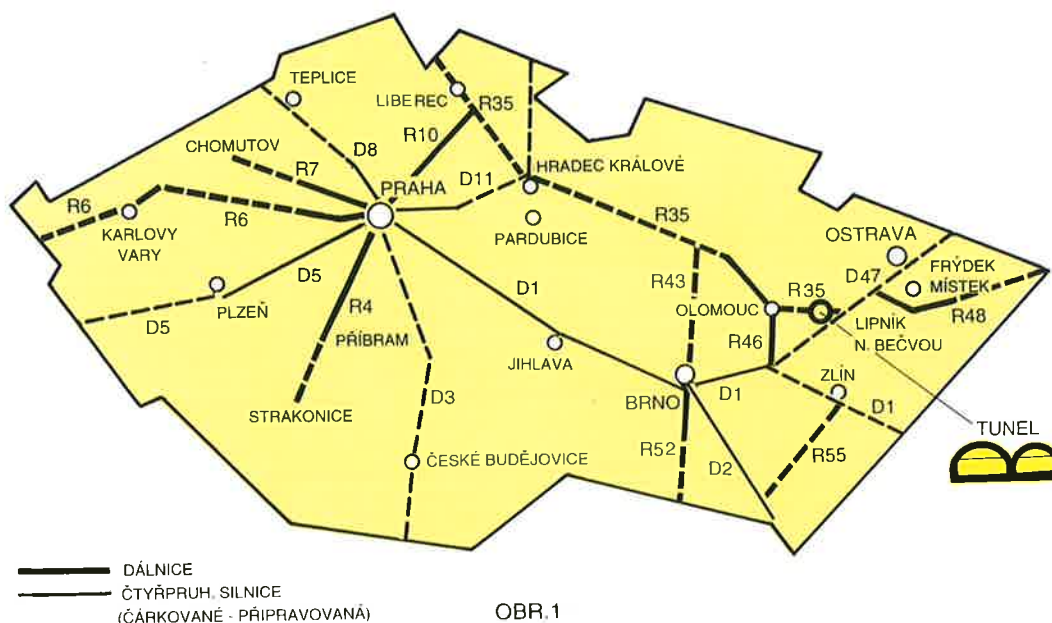 TEPLICE
LIBEREC
R35
CHOMUTOV
R10
D8
R7
PRAHA
D11
HRADEC KRÁLOVÉ
R6
KARLOVY
VARY
R6
R35
PARDUBICE
OSTRAVA
D5
PLZEŇ
D5
D1
R43
D47
FRÝDEK
MÍSTEK
R4
OLOMOUC
R35
R48
PŘÍBRAM
LIPNÍK
N. BEČVOU
R46
JIHLAVA
ZLÍN
STRAKONICE
D3
BRNO
D1
D1
TUNEL
ČESKÉ BUDĚJOVICE
R52
D2
R55
DÁLNICE
ČTYŘPRUH. SILNICE
(ČÁRKOVANÉ - PŘIPRAVOVANÁ)
OBR.1